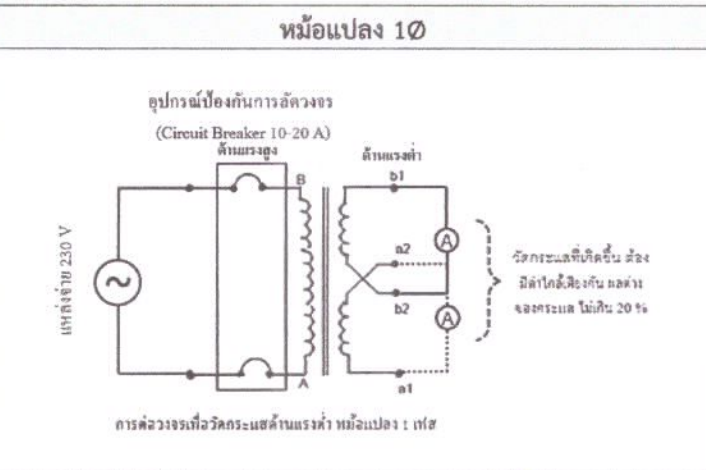 หม้อแปลง 1Ø
อุปกรณ์ป้องกันการลัดวงจร
(Circuit Breaker 10-20 A)
ด้านแรงสูง
ด้านแรงต่ำ
B
b1
A
a2
แหล่งจ่าย 230 V
วัดกระแสที่เกิดขึ้น ต้อง
มีค่าใกล้เคียงกัน ผลต่าง
ของกระแส ไม่เกิน 20 %
b2
A
A
a1
การต่อวงจรเพื่อวัดกระแสด้านแรงต่ำ หม้อแปลง 1 เฟส